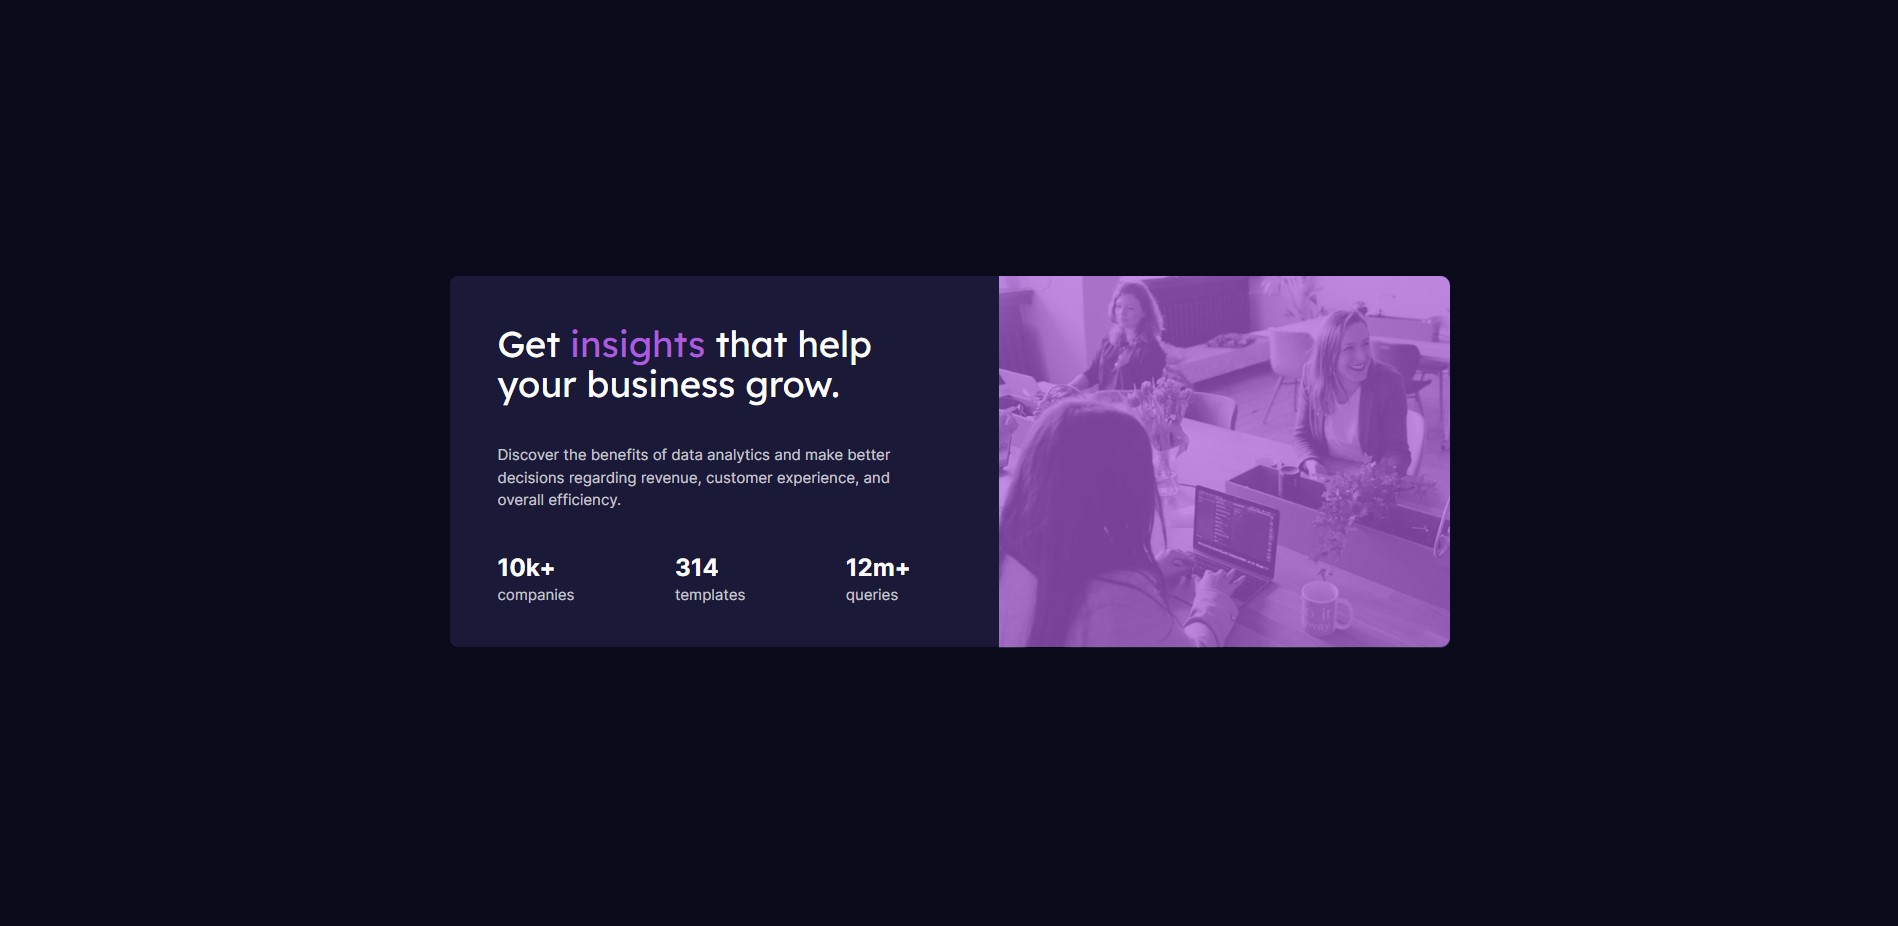 Get insights that help
your business grow.
Discover the benefits of data analytics and make better
decisions regarding revenue, customer experience, and
overall efficiency.
10k+ 314 12m+
companies templates queries